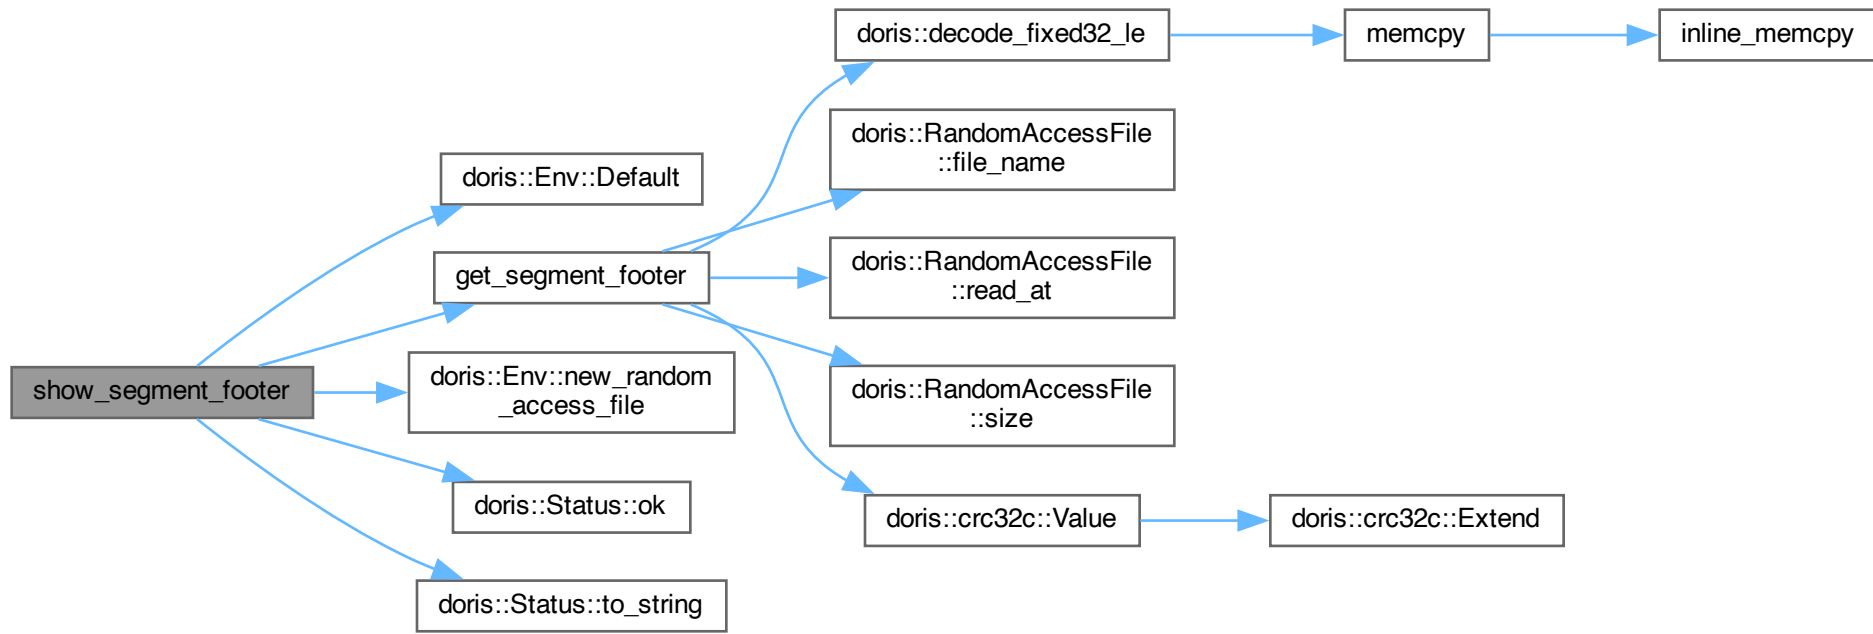 show_segment_footer
doris::Env::Default
get_segment_footer
doris::Env::new_random
_access_file
doris::Status::ok
doris::Status::to_string
doris::decode_fixed32_le
doris::RandomAccessFile
::file_name
doris::RandomAccessFile
::read_at
doris::RandomAccessFile
::size
doris::crc32c::Value
memcpy
inline_memcpy
doris::crc32c::Extend